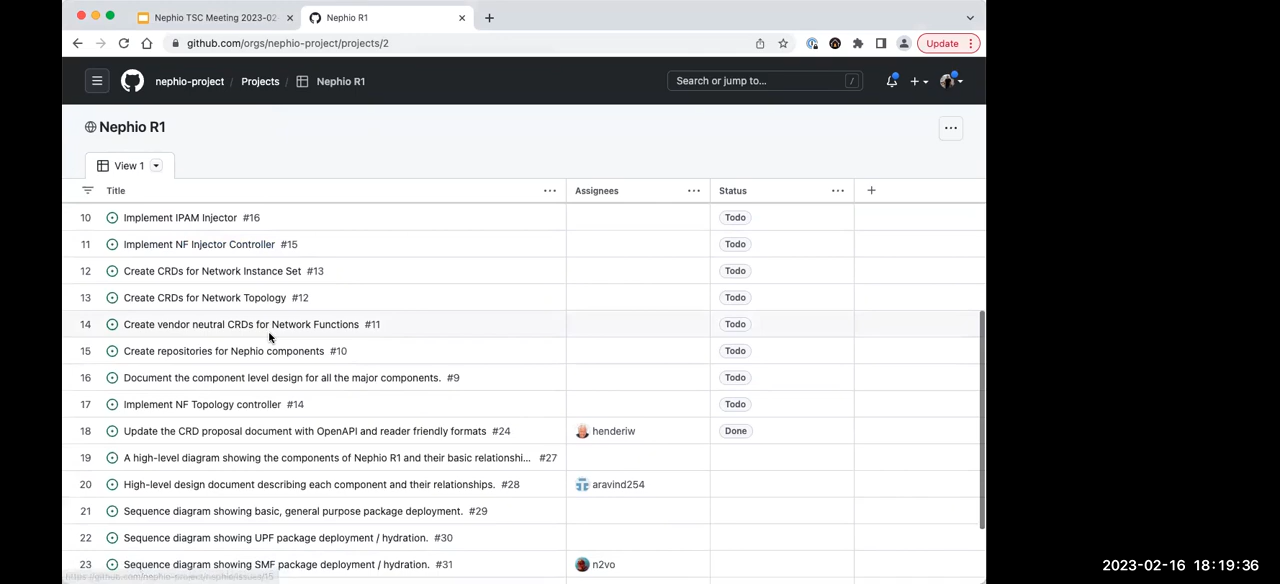 Nephio TSC Meeting 2023-02
Nephio R1
github.com/orgs/nephio-project/projects/2
Update
nephio-project Projects Nephio R1
Search or jump to... /
Nephio R1
View 1
Title Assignees Status
10 Implement IPAM Injector #16 Todo
11 Implement NF Injector Controller #15 Todo
12 Create CRDs for Network Instance Set #13 Todo
13 Create CRDs for Network Topology #12 Todo
14 Create vendor neutral CRDs for Network Functions #11 Todo
15 Create repositories for Nephio components #10 Todo
16 Document the component level design for all the major components. #9 Todo
17 Implement NF Topology controller #14 Todo
18 Update the CRD proposal document with OpenAPI and reader friendly formats #24 henderiw Done
19 A high-level diagram showing the components of Nephio R1 and their basic relationshi... #27
20 High-level design document describing each component and their relationships. #28 aravind254
21 Sequence diagram showing basic, general purpose package deployment. #29
22 Sequence diagram showing UPF package deployment / hydration. #30
23 Sequence diagram showing SMF package deployment / hydration. #31 n2vo
https://github.com/nephio-project/nephio/issues/15
2023-02-16 18:19:36